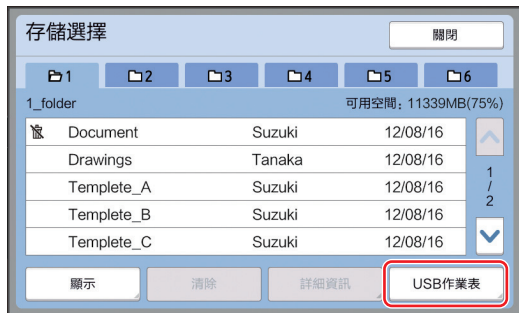 存儲選擇 關閉
1 2 3 4 5 6
1_folder 可用空間：11339MB(75%)
Document Suzuki 12/08/16
Drawings Tanaka 12/08/16
Templete_A Suzuki 12/08/16
Templete_B Suzuki 12/08/16
Templete_C Suzuki 12/08/16
1
/
2
顯示 清除 詳細資訊 USB作業表